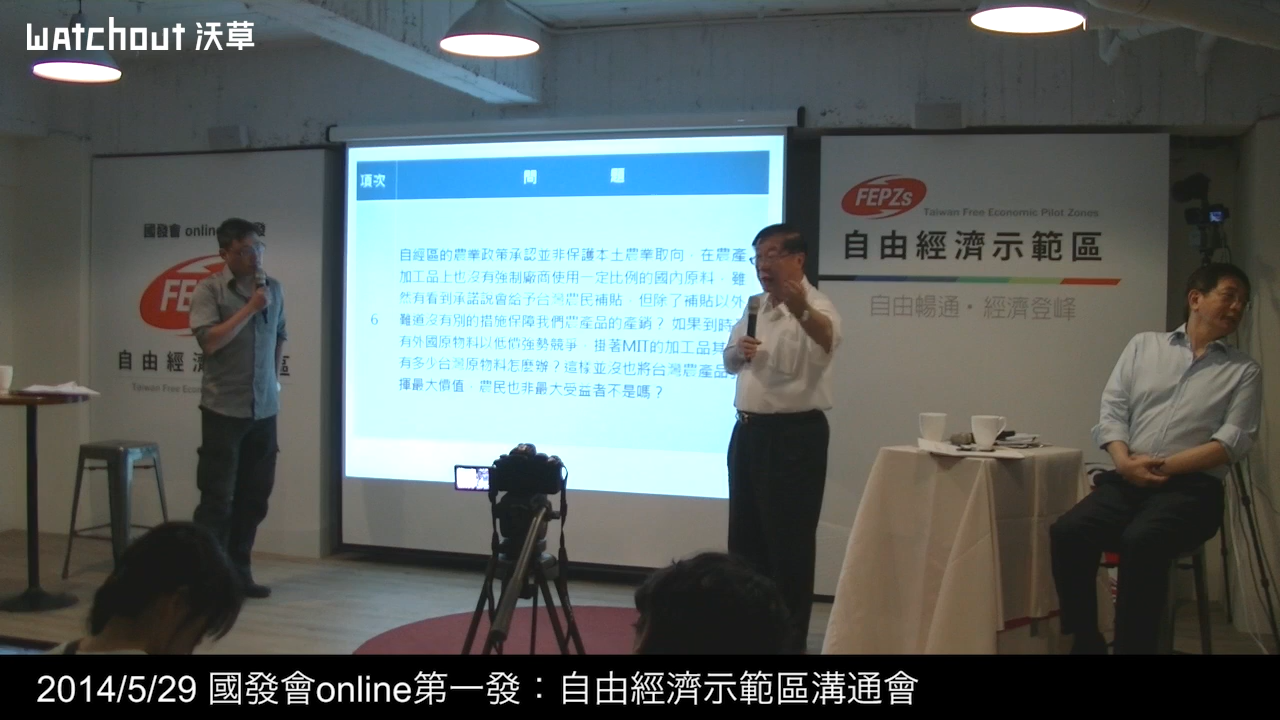 watchout 沃草
項次 問 題
自經區的農業政策承認並非保護本土農業取向，在農產
加工品上也沒有強制廠商使用一定比例的國內原料，雖
然有看到承諾說會給予台灣農民補貼，但除了補貼以外
6 難道沒有別的措施保障我們農產品的產銷？如果到時
有外國原物料以低價強勢競爭，掛著MIT的加工品其
有多少台灣原物料怎麼辦？這樣並沒也將台灣農產品
揮最大價值，農民也非最大受益者不是嗎？
國發會 online 發
FE
自由經濟 區
Taiwan Free Econo
FEPZs
Taiwan Free Economic Pilot Zones
自由經濟示範區
自由暢通・經濟登峰
2014/5/29 國發會online第一發：自由經濟示範區溝通會